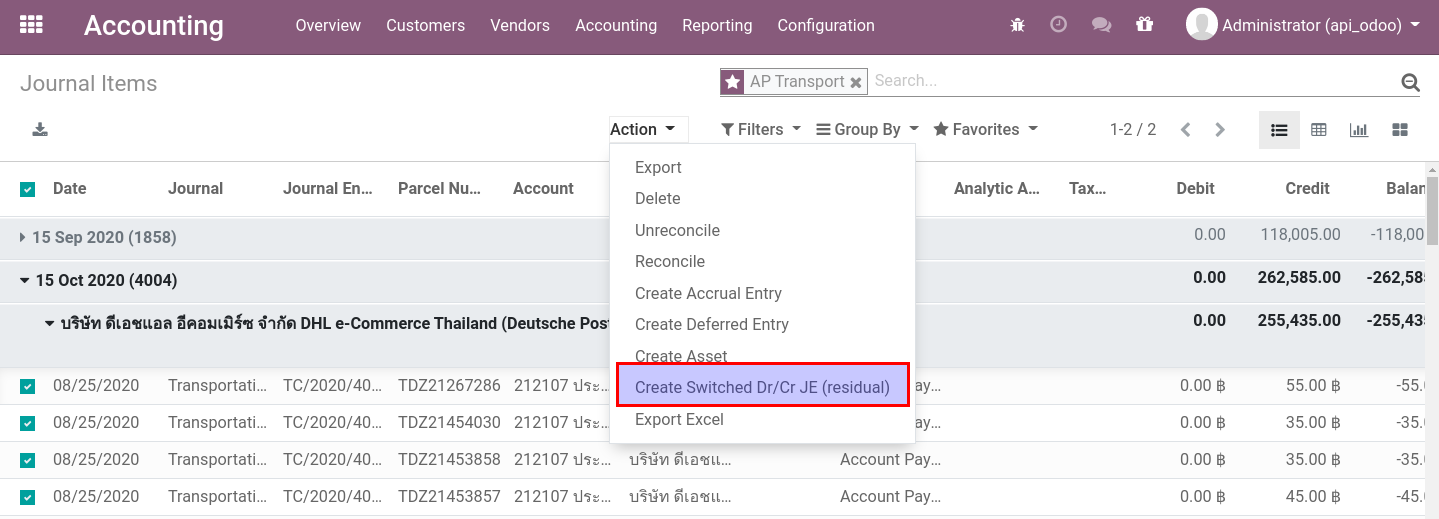 Accounting Overview Customers Vendors Accounting Reporting Configuration Administrator (api_odoo)
Journal Items AP Transport Search...
Action Filters Group By Favorites 1-2 / 2
Export
Delete
Unreconcile
Reconcile
Create Accrual Entry
Create Deferred Entry
Create Asset
Create Switched Dr/Cr JE (residual)
Export Excel
Date Journal Journal En... Parcel Nu... Account Analytic A... Tax... Debit Credit Balan
15 Sep 2020 (1858) 0.00 118,005.00 -118,00
15 Oct 2020 (4004) 0.00 262,585.00 -262,58
บริษัท ดีเอชแอล อีคอมเมิร์ซ จำกัด DHL e-Commerce Thailand (Deutsche Post 0.00 255,435.00 -255,43
08/25/2020 Transportati... TC/2020/40... TDZ21267286 212107 ประ... Pay... 0.00 ฿ 55.00 ฿ -55.
08/25/2020 Transportati... TC/2020/40... TDZ21454030 212107 ประ... Pay... 0.00 ฿ 35.00 ฿ -35.
08/25/2020 Transportati... TC/2020/40... TDZ21453858 212107 ประ... บริษัท ดีเอชแ... Account Pay... 0.00 ฿ 35.00 ฿ -35.
08/25/2020 Transportati... TC/2020/40... TDZ21453857 212107 ประ... บริษัท ดีเอชแ... Account Pay... 0.00 ฿ 45.00 ฿ -45.